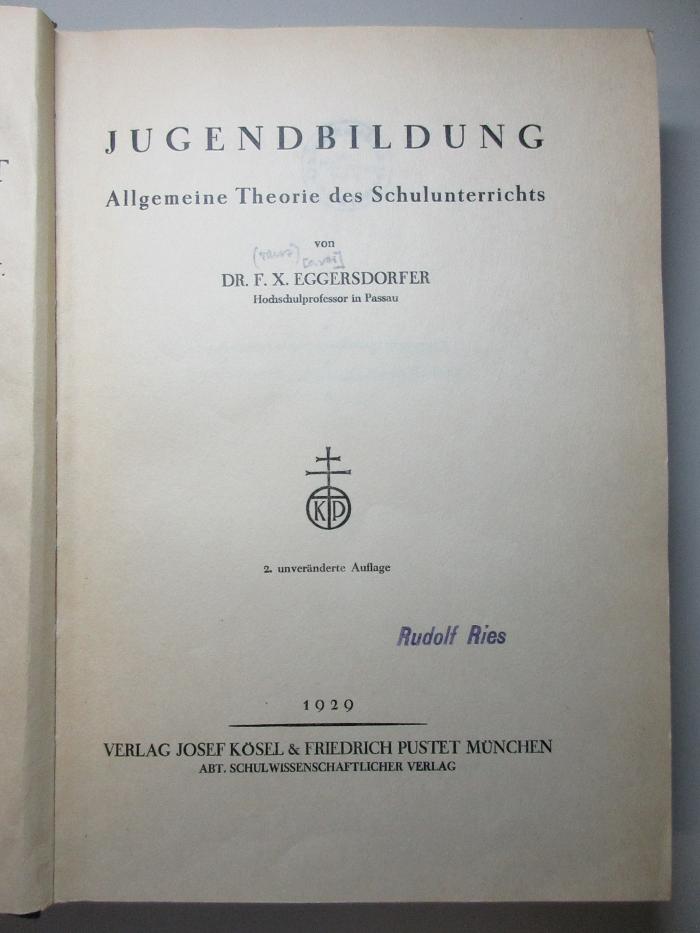 JUGENDBILDUNG
Allgemeine Theorie des Schulunterrichts
von
DR. F. X. EGGERSDORFER
Hochschulprofessor in Passau
K P
2. unveränderte Auflage
Rudolf Ries
1929
VERLAG JOSEF KÖSEL & FRIEDRICH PUSTET MÜNCHEN
ABT. SCHULWISSENSCHAFTLICHER VERLAG